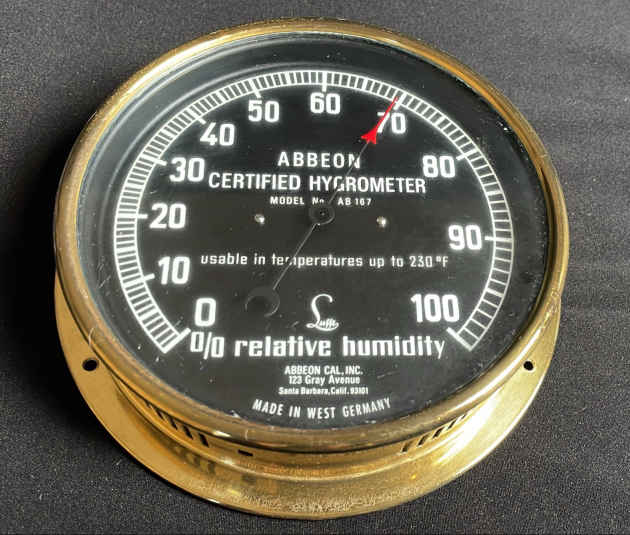 60
50
70
40
80
30
ABBEON
CERTIFIED HYGROMETER
MODEL No. AB 167
20
90
usable in temperatures up to 230°F
10
0
100
Lufft
0/0 relative humidity
ABBEON CAL, INC.
123 Gray Avenue
Santa Barbara, Calif. 93101
MADE IN WEST GERMANY